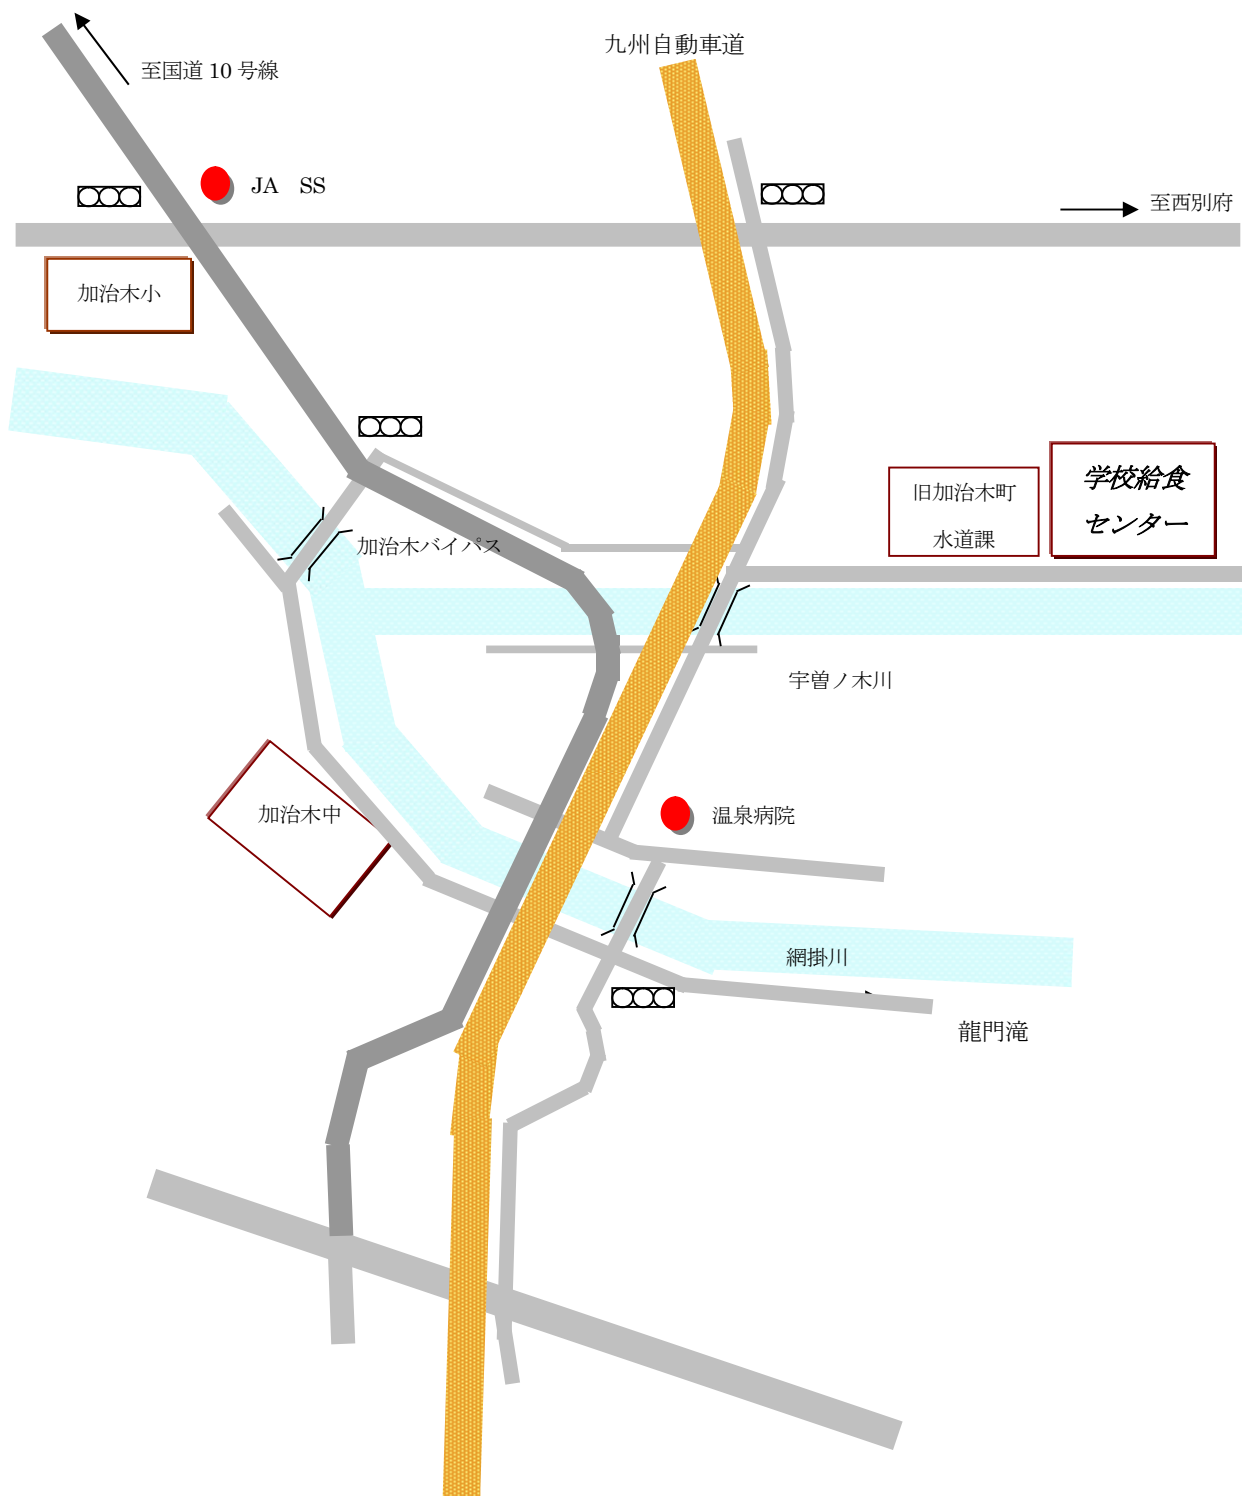 九州自動車道
至国道 10 号線
JA SS
至西別府
加治木小
旧加治木町
水道課
学校給食
センター
加治木バイパス
宇曽ノ木川
加治木中
温泉病院
網掛川
龍門滝